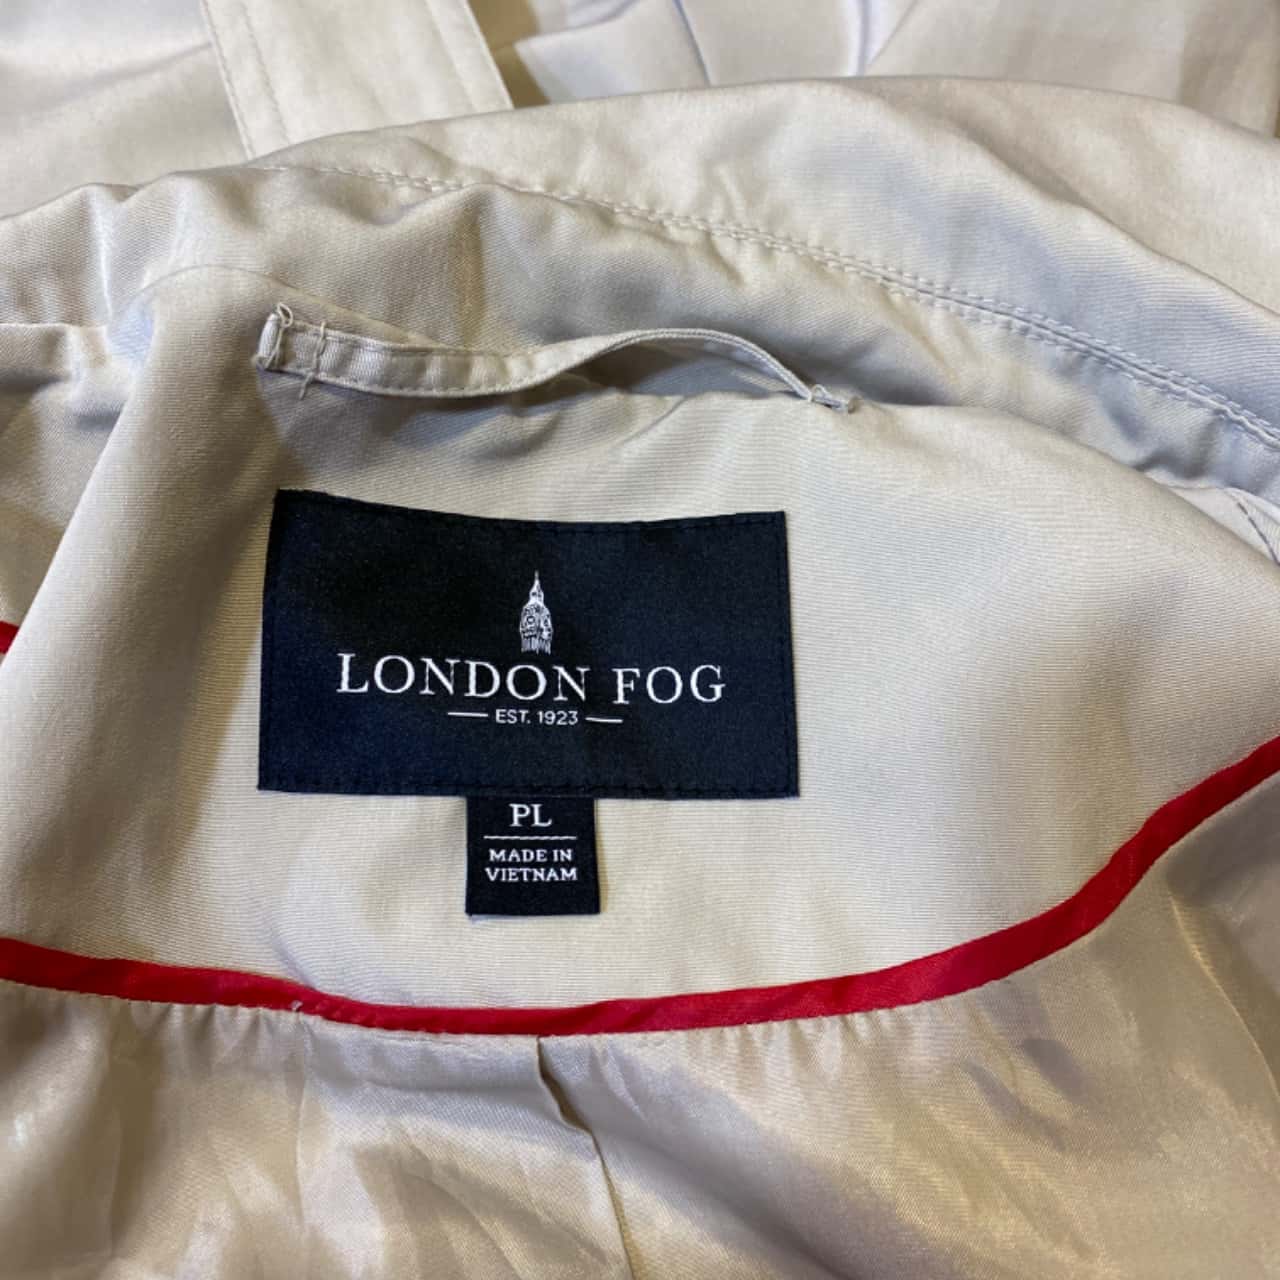 LONDON FOG
EST. 1923
PL
MADE IN
VIETNAM